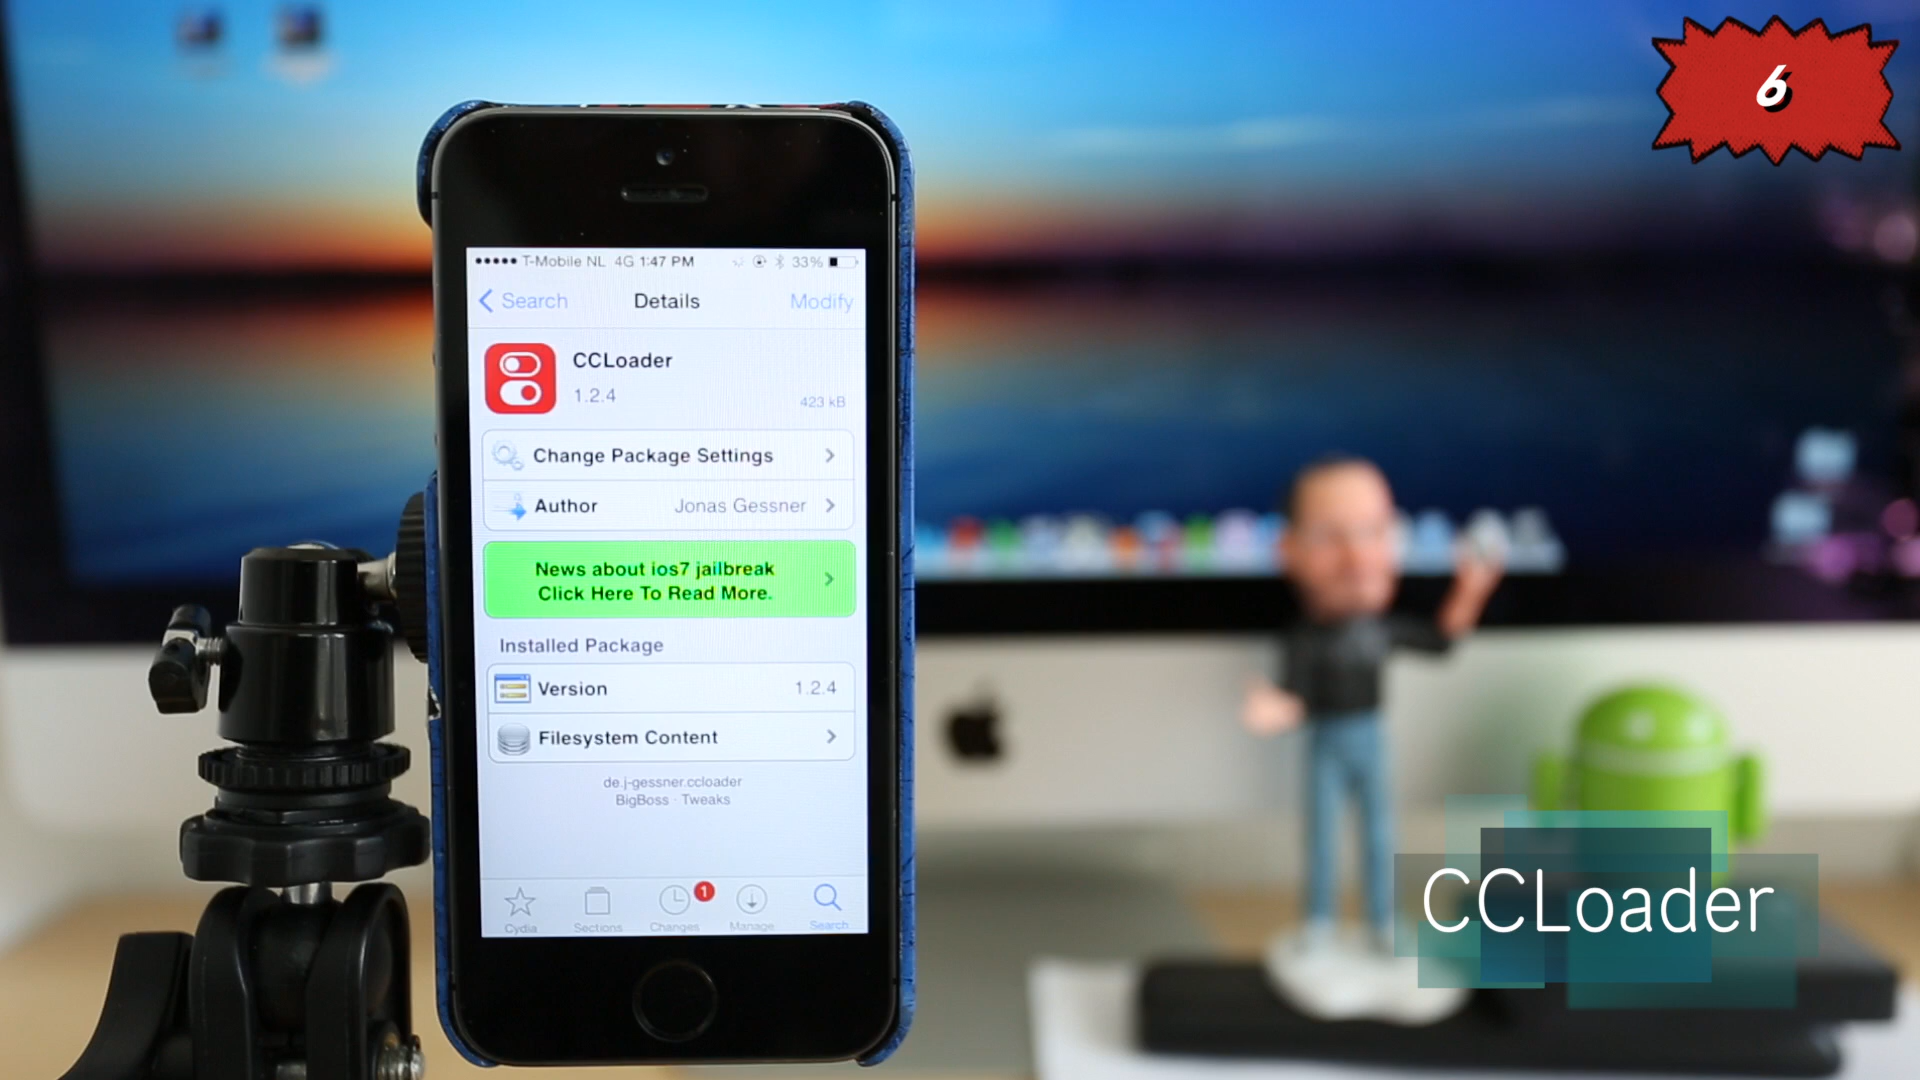 6
T-Mobile NL 4G 1:47 PM 33%
Search Details Modify
CCLoader
1.2.4
423 kB
Change Package Settings
Author Jonas Gessner
News about ios7 jailbreak
Click Here To Read More.
Installed Package
Version 1.2.4
Filesystem Content
de.j-gessner.ccloader
BigBoss · Tweaks
1
Cydia Sections Changes Manage Search
CCLoader